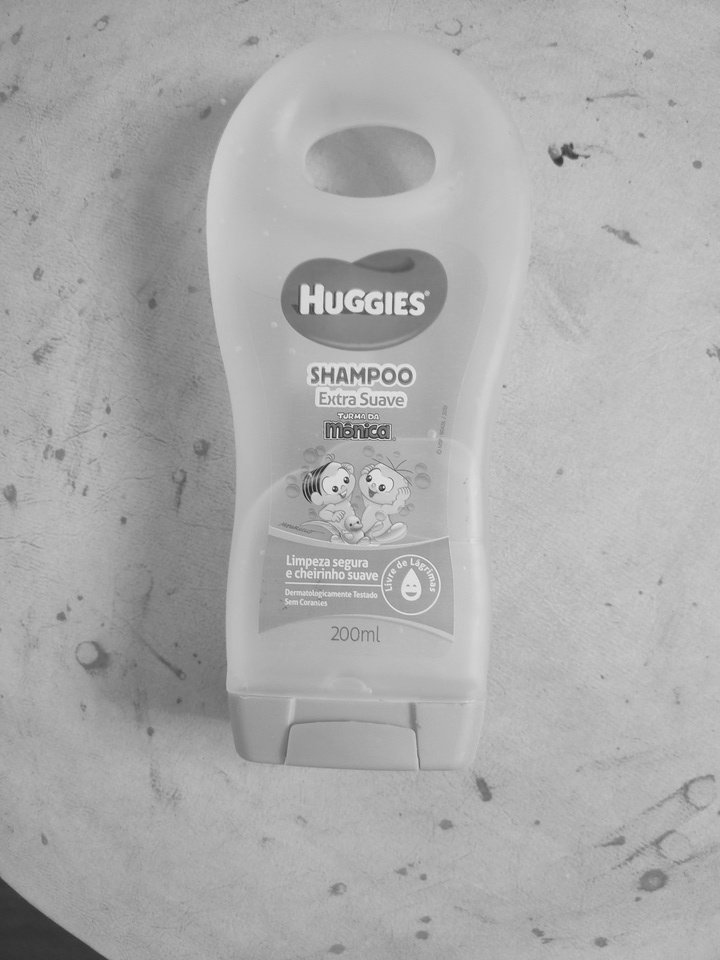 HUGGIES®
SHAMPOO
Extra Suave
TURMA DA
Mônica
Limpeza segura
e cheirinho suave
Dermatologicamente Testado
Sem Corantes
Livre de Lágrimas
200ml